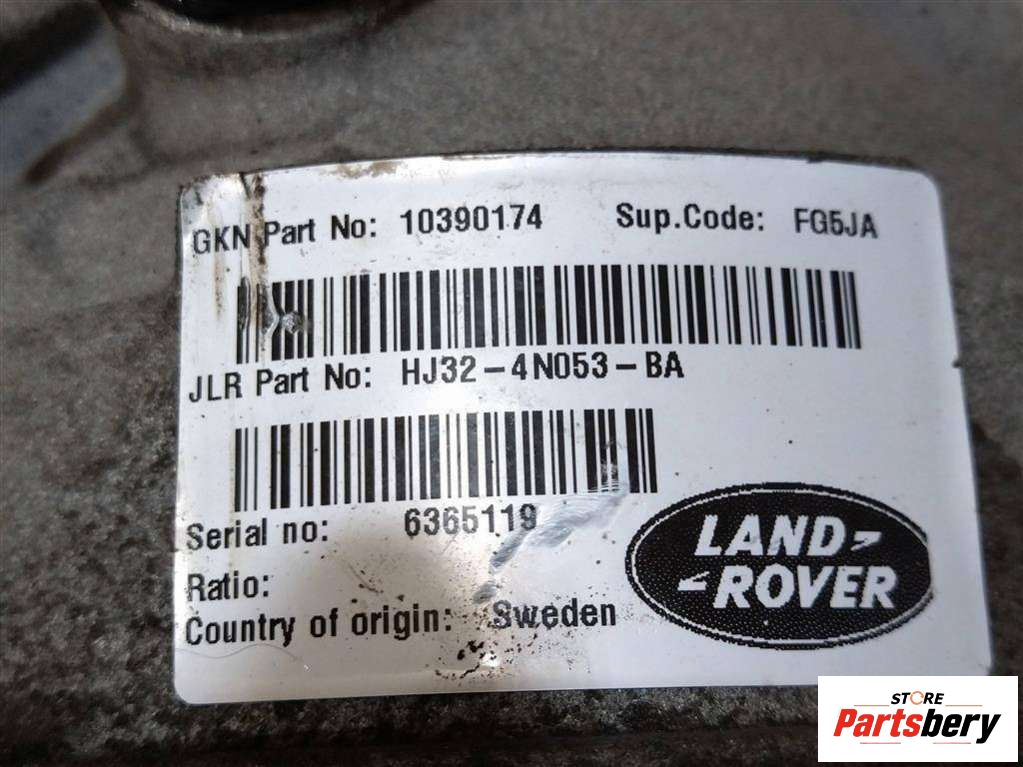 GKN Part No: 10390174 Sup.Code: FG5JA
JLR Part No: HJ32-4N053-BA
Serial no: 6365119
Ratio:
Country of origin: Sweden
LAND-
-ROVER
STORE
Partsbery